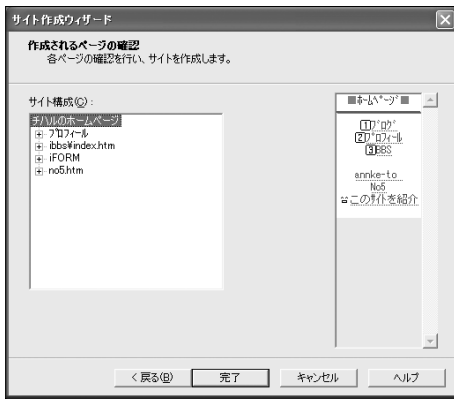 サイト作成ウィザード
作成されるページの確認
各ページの確認を行い、サイトを作成します。
サイト構成(C):
チハルのホームページ
プロフィール
ibbs¥index.htm
iFORM
no5.htm
■ホームページ■
1ブログ
2プロフィール
3BBS
annke-to
No5
このサイトを紹介
< 戻る(B)
完了
キャンセル
ヘルプ